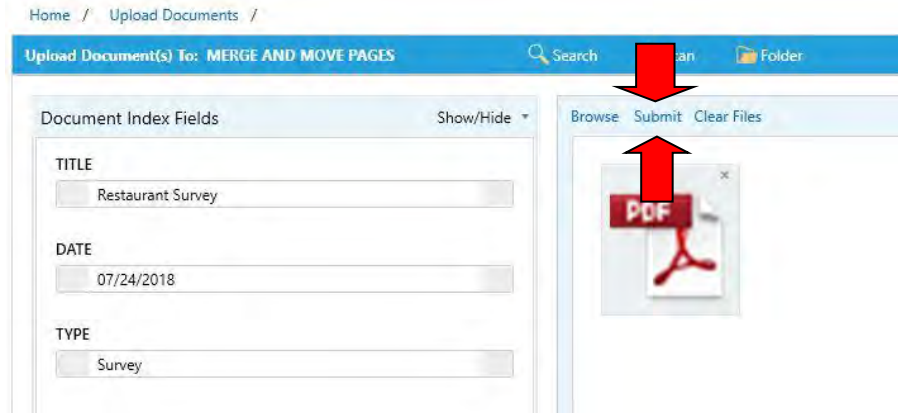 Home / Upload Documents /
Upload Document(s) To: MERGE AND MOVE PAGES Search Folder
Document Index Fields Show/Hide
Browse Submit Clear Files
TITLE
Restaurant Survey
DATE
07/24/2018
TYPE
Survey
PDF